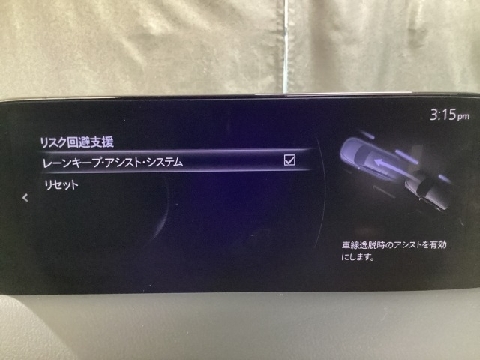 3:15pm
リスク回避支援
レーンキープ・アシスト・システム
リセット
車線逸脱時のアシストを有効
にします。